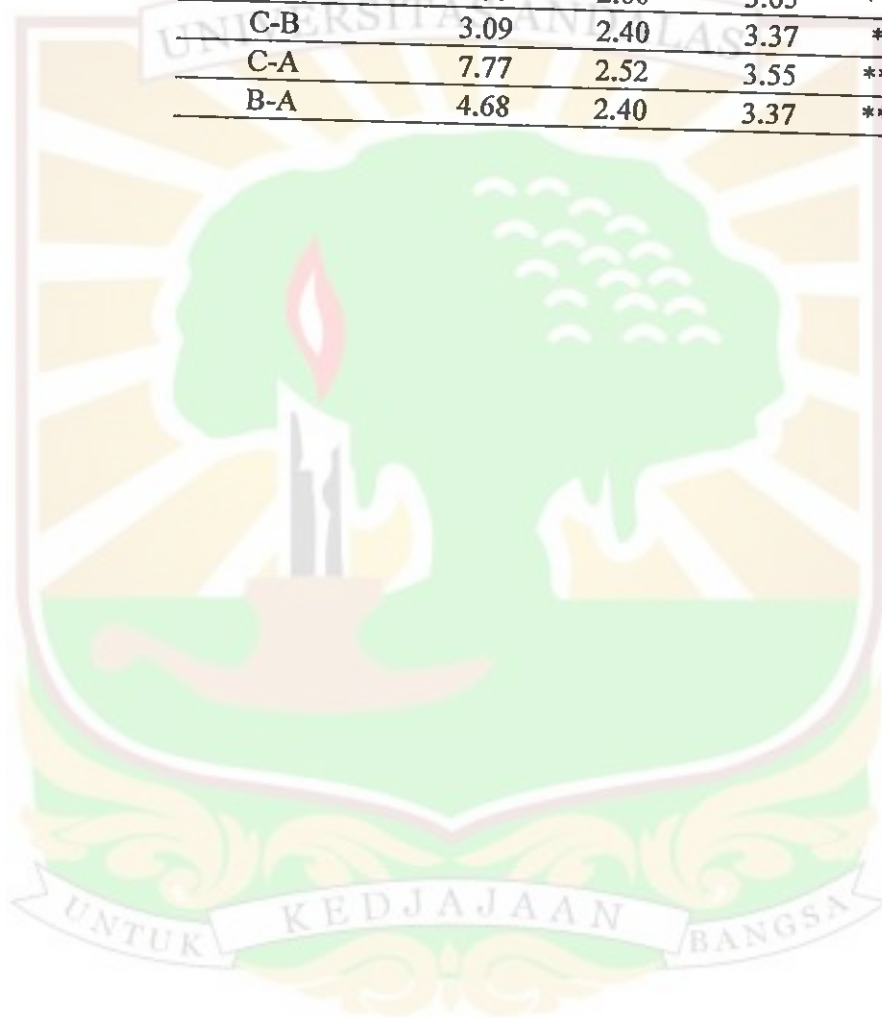 C-B 3.09 2.40 3.37 *
C-A 7.77 2.52 3.55 **
B-A 4.68 2.40 3.37 **
UNTUK KEDJAJAAN BANGSA